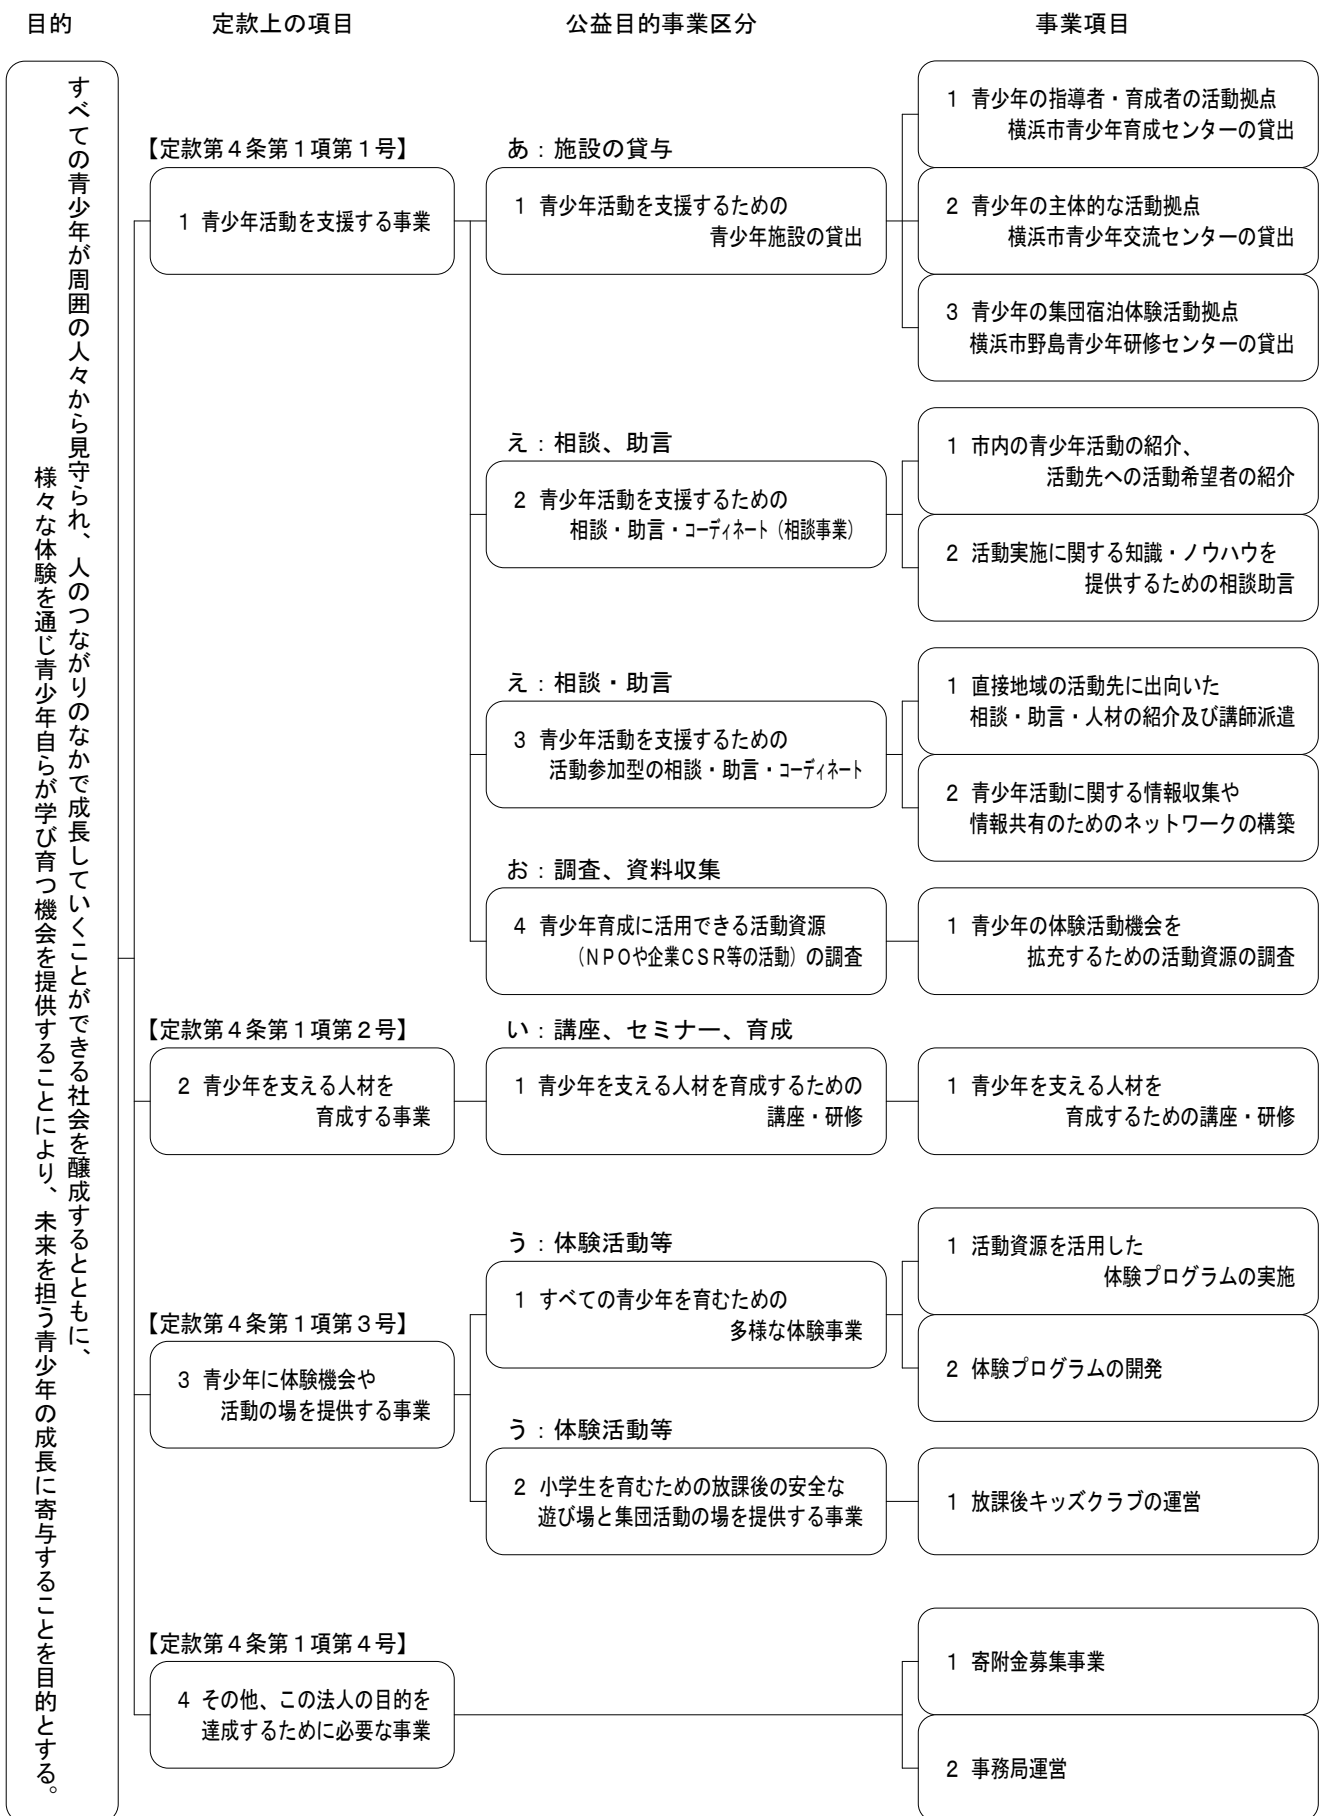 目的
定款上の項目
公益目的事業区分
事業項目
すべての青少年が周囲の人々から見守られ、人のつながりのなかで成長していくことができる社会を醸成するとともに、
様々な体験を通じ青少年自らが学び育つ機会を提供することにより、未来を担う青少年の成長に寄与することを目的とする。
【定款第4条第1項第1号】
1 青少年活動を支援する事業
あ：施設の貸与
1 青少年活動を支援するための
青少年施設の貸出
1 青少年の指導者・育成者の活動拠点
横浜市青少年育成センターの貸出
2 青少年の主体的な活動拠点
横浜市青少年交流センターの貸出
3 青少年の集団宿泊体験活動拠点
横浜市野島青少年研修センターの貸出
え：相談、助言
2 青少年活動を支援するための
相談・助言・コーディネート（相談事業）
1 市内の青少年活動の紹介、
活動先への活動希望者の紹介
2 活動実施に関する知識・ノウハウを
提供するための相談助言
え：相談・助言
3 青少年活動を支援するための
活動参加型の相談・助言・コーディネート
1 直接地域の活動先に出向いた
相談・助言・人材の紹介及び講師派遣
2 青少年活動に関する情報収集や
情報共有のためのネットワークの構築
お：調査、資料収集
4 青少年育成に活用できる活動資源
（NPOや企業CSR等の活動）の調査
1 青少年の体験活動機会を
拡充するための活動資源の調査
【定款第4条第1項第2号】
2 青少年を支える人材を
育成する事業
い：講座、セミナー、育成
1 青少年を支える人材を育成するための
講座・研修
1 青少年を支える人材を
育成するための講座・研修
【定款第4条第1項第3号】
3 青少年に体験機会や
活動の場を提供する事業
う：体験活動等
1 すべての青少年を育むための
多様な体験事業
1 活動資源を活用した
体験プログラムの実施
2 体験プログラムの開発
う：体験活動等
2 小学生を育むための放課後の安全な
遊び場と集団活動の場を提供する事業
1 放課後キッズクラブの運営
【定款第4条第1項第4号】
4 その他、この法人の目的を
達成するために必要な事業
1 寄附金募集事業
2 事務局運営